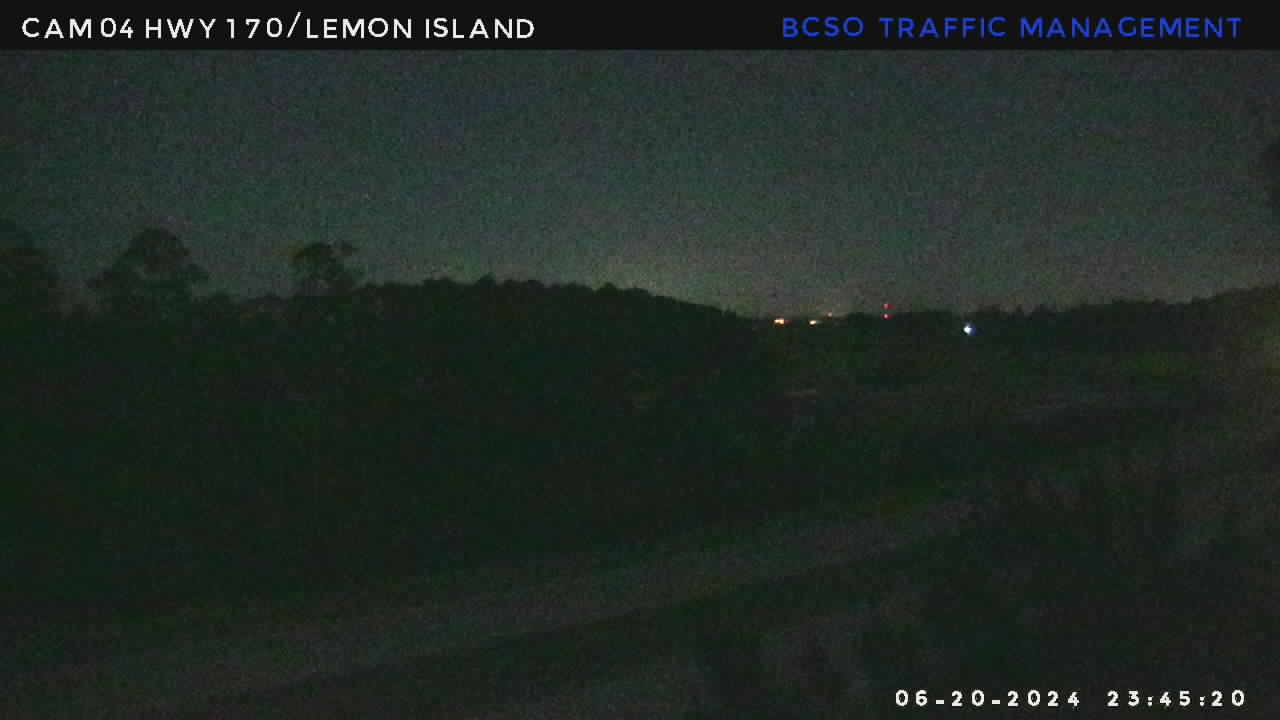 CAM04 HWY 170/LEMON ISLAND
BCSO TRAFFIC MANAGEMENT
06-20-2024 23:45:20